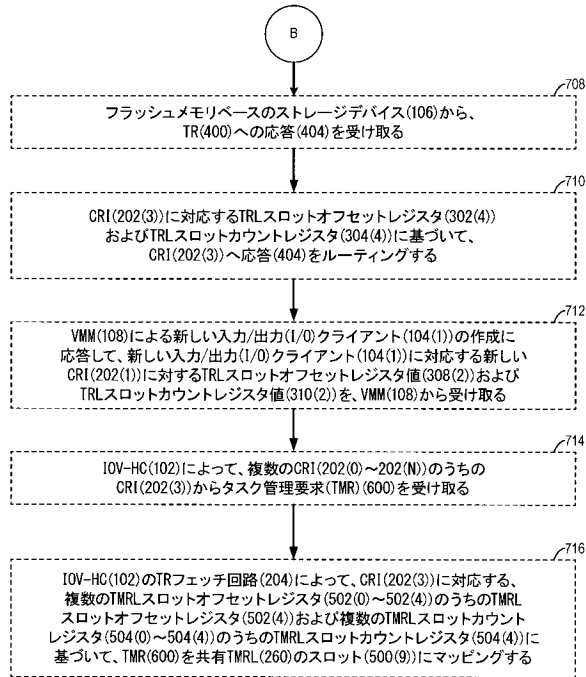 B
708
フラッシュメモリベースのストレージデバイス(106)から、
TR(400)への応答(404)を受け取る
710
CRI(202(3))に対応するTRLスロットオフセットレジスタ(302(4))
およびTRLスロットカウントレジスタ(304(4))に基づいて、
CRI(202(3))へ応答(404)をルーティングする
712
VMM(108)による新しい入力/出力(I/O)クライアント(104(1))の作成に
応答して、新しい入力/出力(I/O)クライアント(104(1))に対応する新しい
CRI(202(1))に対するTRLスロットオフセットレジスタ値(308(2))および
TRLスロットカウントレジスタ値(310(2))を、VMM(108)から受け取る
714
IOV-HC(102)によって、複数のCRI(202(0)~202(N))のうちの
CRI(202(3))からタスク管理要求(TMR)(600)を受け取る
716
IOV-HC(102)のTRフェッチ回路(204)によって、CRI(202(3))に対応する、
複数のTMRLスロットオフセットレジスタ(502(0)~502(4))のうちのTMRL
スロットオフセットレジスタ(502(4))および複数のTMRLスロットカウント
レジスタ(504(0)~504(4))のうちのTMRLスロットカウントレジスタ(504(4))に
基づいて、TMR(600)を共有TMRL(260)のスロット(500(9))にマッピングする